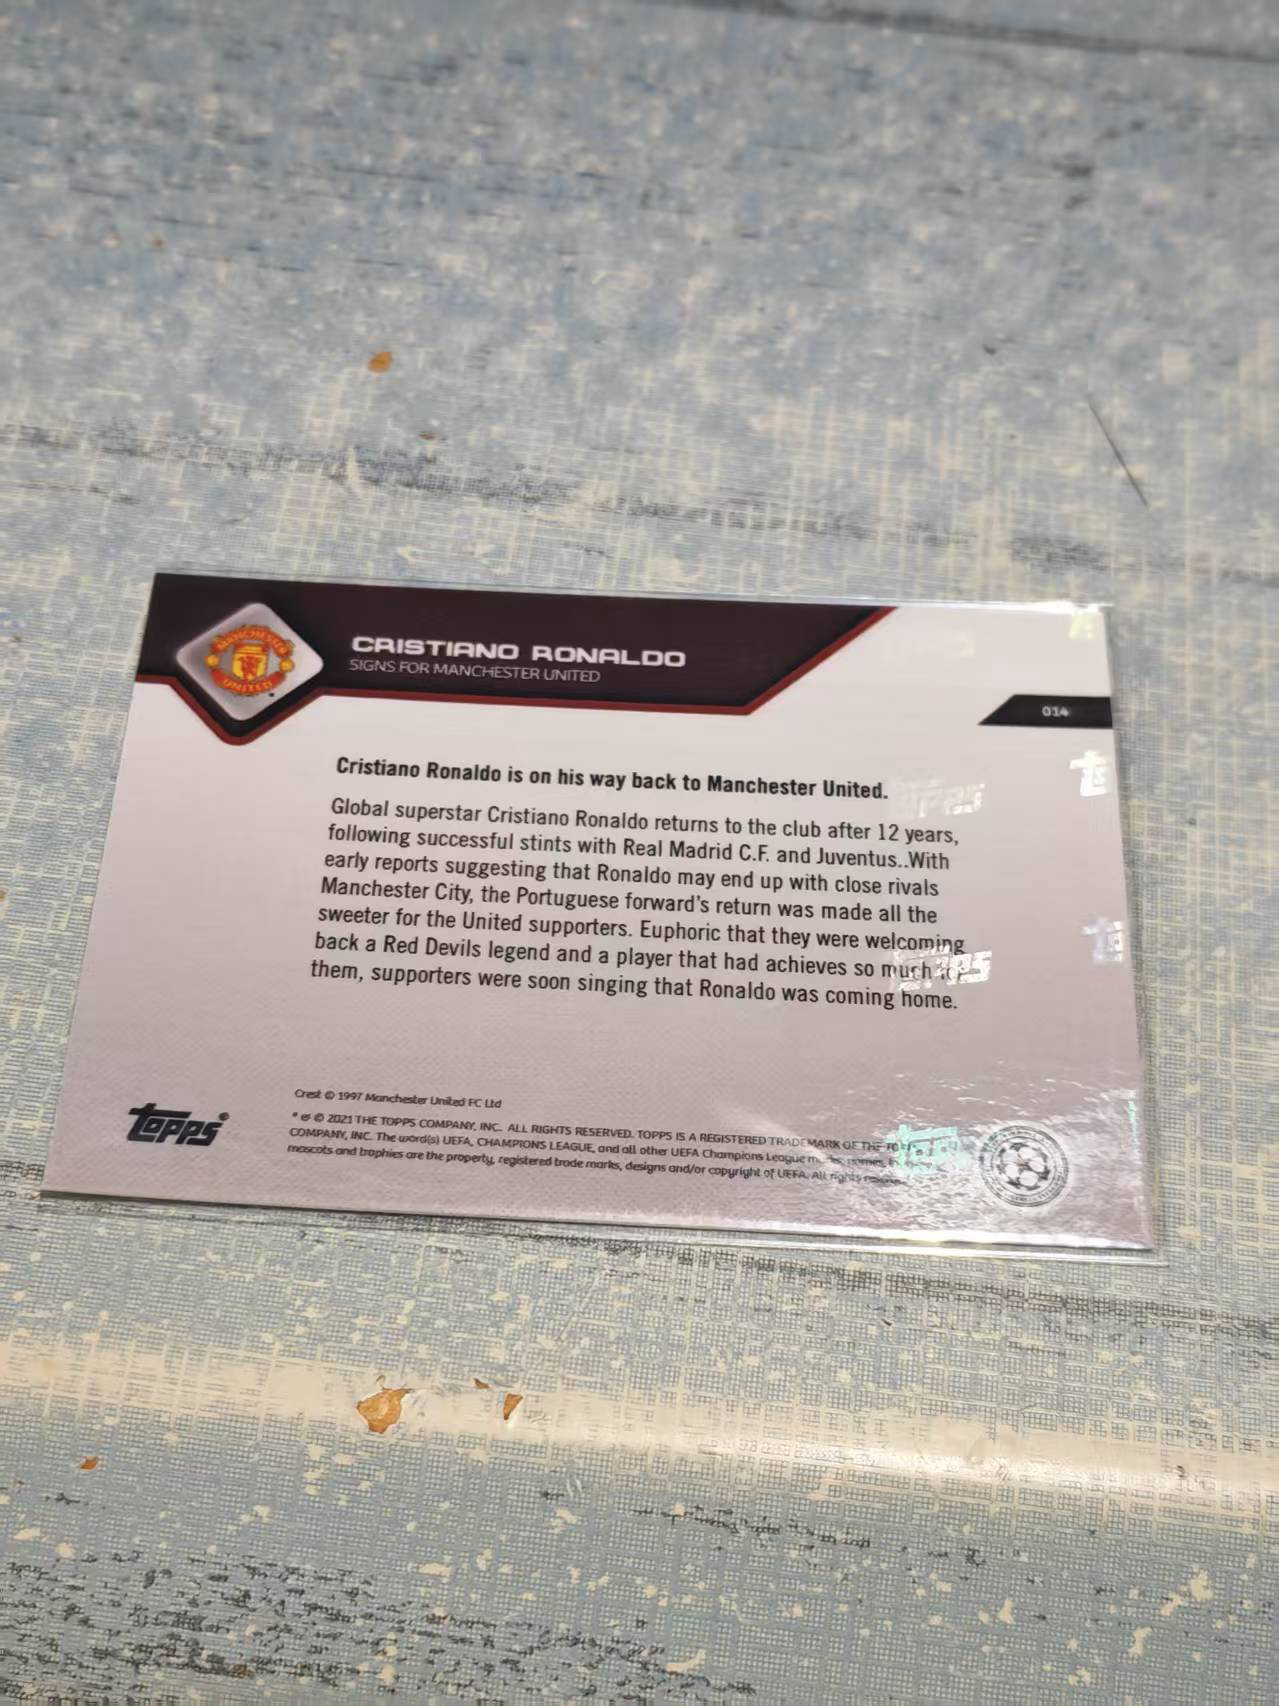 MANCHESTER
UNITED
CRISTIANO RONALDO
SIGNS FOR MANCHESTER UNITED
014
Cristiano Ronaldo is on his way back to Manchester United.
Global superstar Cristiano Ronaldo returns to the club after 12 years,
following successful stints with Real Madrid C.F. and Juventus..With
early reports suggesting that Ronaldo may end up with close rivals
Manchester City, the Portuguese forward's return was made all the
sweeter for the United supporters. Euphoric that they were welcoming
back a Red Devils legend and a player that had achieves so much
them, supporters were soon singing that Ronaldo was coming home.
TOPPS®
Crest © 1997 Manchester United FC Ltd
® & © 2021 THE TOPPS COMPANY, INC. ALL RIGHTS RESERVED. TOPPS IS A REGISTERED TRADEMARK OF THE
COMPANY, INC. The word(s) UEFA, CHAMPIONS LEAGUE, and all other UEFA Champions League
mascots and trophies are the property, registered trade marks, designs and/or copyright of UEFA. All rights